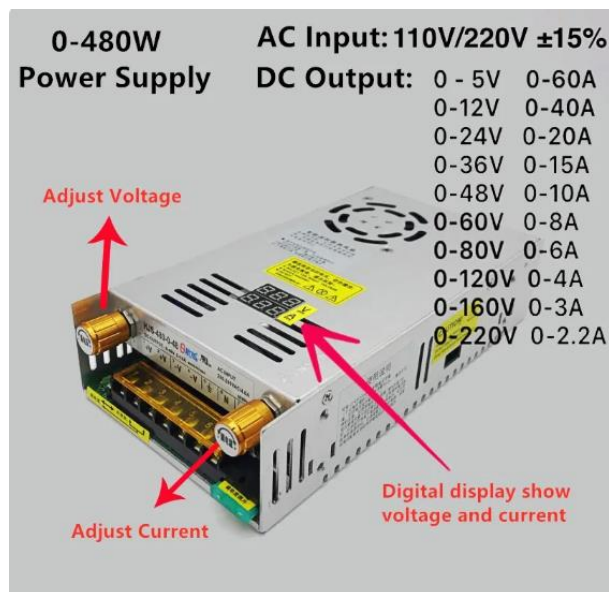 0-480W
Power Supply
AC Input: 110V/220V ±15%
DC Output:
0 - 5V 0-60A
0-12V 0-40A
0-24V 0-20A
0-36V 0-15A
0-48V 0-10A
0-60V 0-8A
0-80V 0-6A
0-120V 0-4A
0-160V 0-3A
0-220V 0-2.2A
Adjust Voltage
Adjust Current
Digital display show
voltage and current